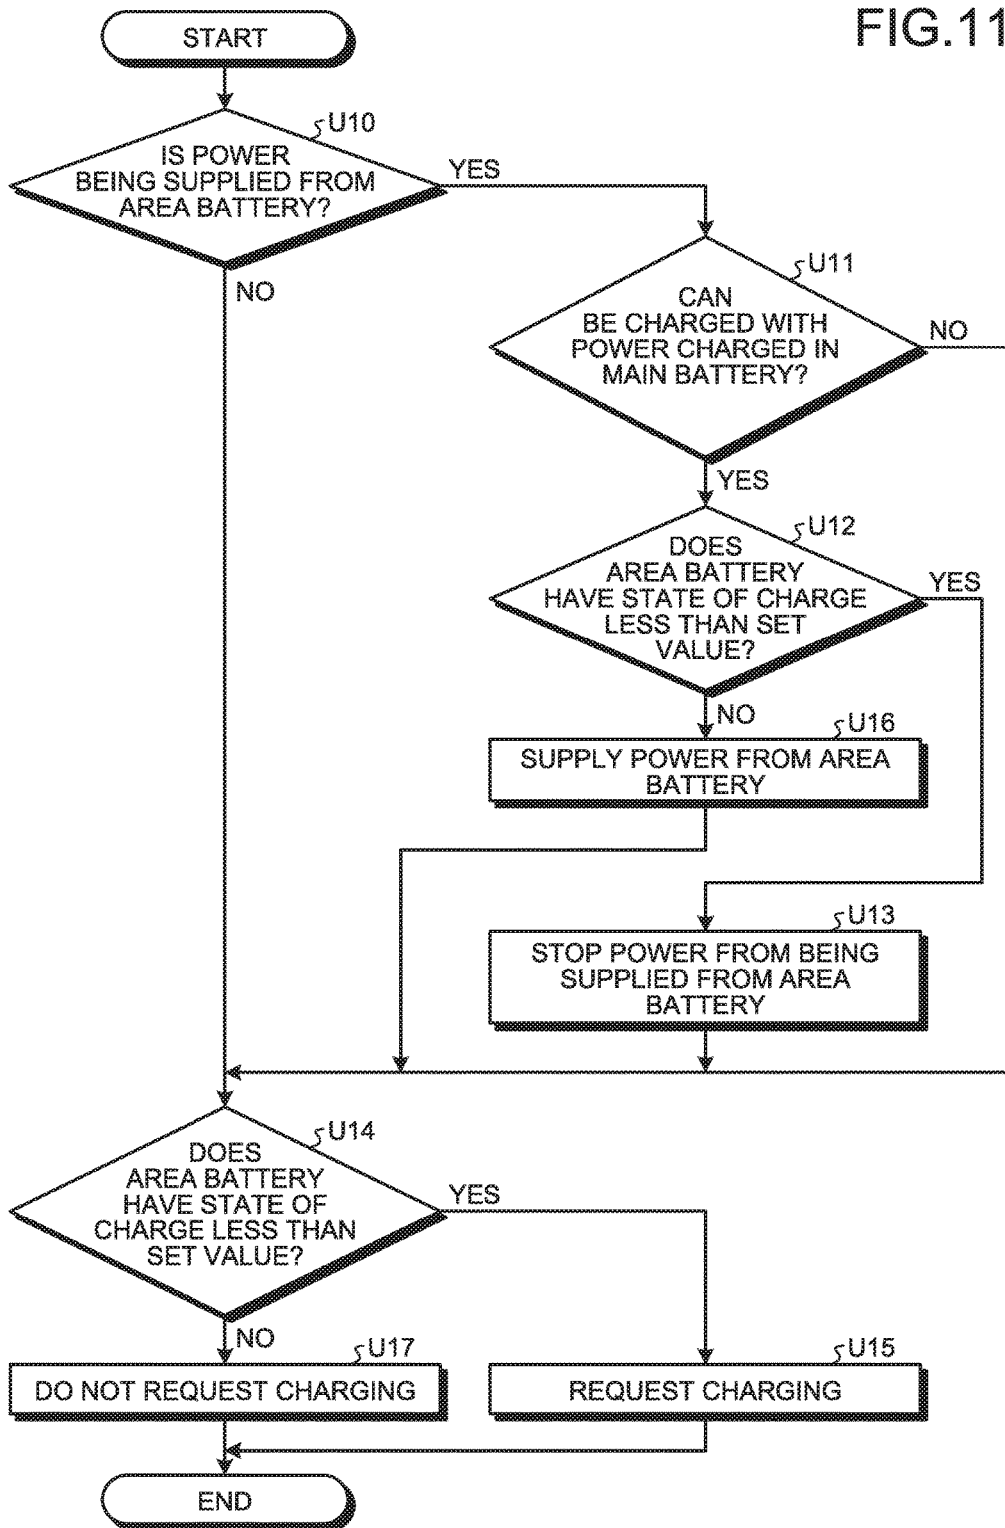 FIG.11
START
U10
IS POWER
BEING SUPPLIED FROM
AREA BATTERY?
YES
NO
U11
CAN
BE CHARGED WITH
POWER CHARGED IN
MAIN BATTERY?
NO
YES
U12
DOES
AREA BATTERY
HAVE STATE OF CHARGE
LESS THAN SET
VALUE?
YES
NO
U16
SUPPLY POWER FROM AREA
BATTERY
U13
STOP POWER FROM BEING
SUPPLIED FROM AREA
BATTERY
U14
DOES
AREA BATTERY
HAVE STATE OF
CHARGE LESS THAN
SET VALUE?
YES
NO
U17
DO NOT REQUEST CHARGING
U15
REQUEST CHARGING
END